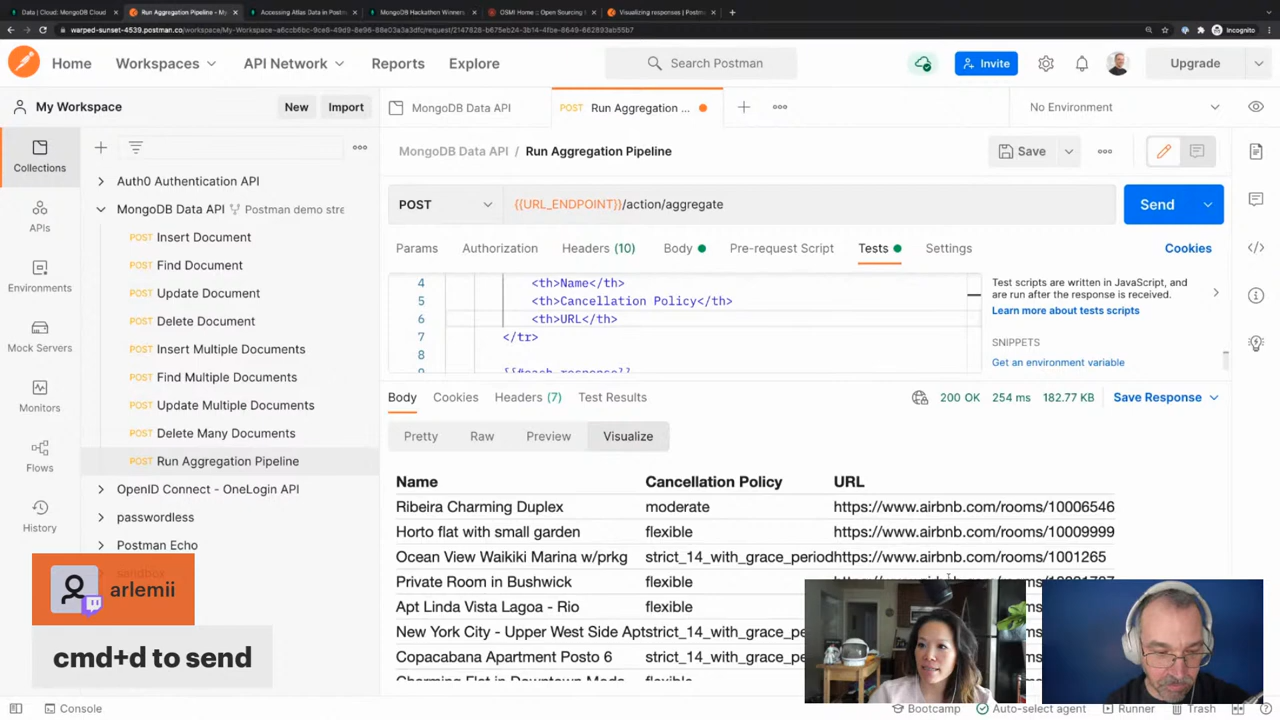 Data | Cloud: MongoDB Cloud
Run Aggregation Pipeline - My
Accessing Atlas Data in Postm
MongoDB Hackathon Winners
OSMI Home :: Open Sourcing
Visualizing responses | Postm
Incognito
Home
Workspaces
API Network
Reports
Explore
Search Postman
Invite
Upgrade
My Workspace
New
Import
MongoDB Data API
POST Run Aggregation ...
No Environment
Collections
APIs
Environments
Mock Servers
Monitors
Flows
History
Auth0 Authentication API
MongoDB Data API Postman demo stre
POST Insert Document
POST Find Document
POST Update Document
POST Delete Document
POST Insert Multiple Documents
POST Find Multiple Documents
POST Update Multiple Documents
POST Delete Many Documents
POST Run Aggregation Pipeline
OpenID Connect - OneLogin API
passwordless
Postman Echo
sandbox
arlemii
cmd+d to send
MongoDB Data API / Run Aggregation Pipeline
Save
POST
{{URL_ENDPOINT}}/action/aggregate
Send
Params
Authorization
Headers (10)
Body
Pre-request Script
Tests
Settings
Cookies
4 <th>Name</th>
5 <th>Cancellation Policy</th>
6 <th>URL</th>
7 </tr>
8
9 {{#each response}}
Test scripts are written in JavaScript, and
are run after the response is received.
Learn more about tests scripts
SNIPPETS
Get an environment variable
Body
Cookies
Headers (7)
Test Results
200 OK
254 ms
182.77 KB
Save Response
Pretty
Raw
Preview
Visualize
Name Cancellation Policy URL
Ribeira Charming Duplex moderate https://www.airbnb.com/rooms/10006546
Horto flat with small garden flexible https://www.airbnb.com/rooms/10009999
Ocean View Waikiki Marina w/prkg strict_14_with_grace_period https://www.airbnb.com/rooms/1001265
Private Room in Bushwick flexible
Apt Linda Vista Lagoa - Rio flexible
New York City - Upper West Side Apt strict_14_with_grace_pe
Copacabana Apartment Posto 6 strict_14_with_grace_pe
Charming Flat in Downtown Moda flexible
Console
Bootcamp
Auto-select agent
Runner
Trash